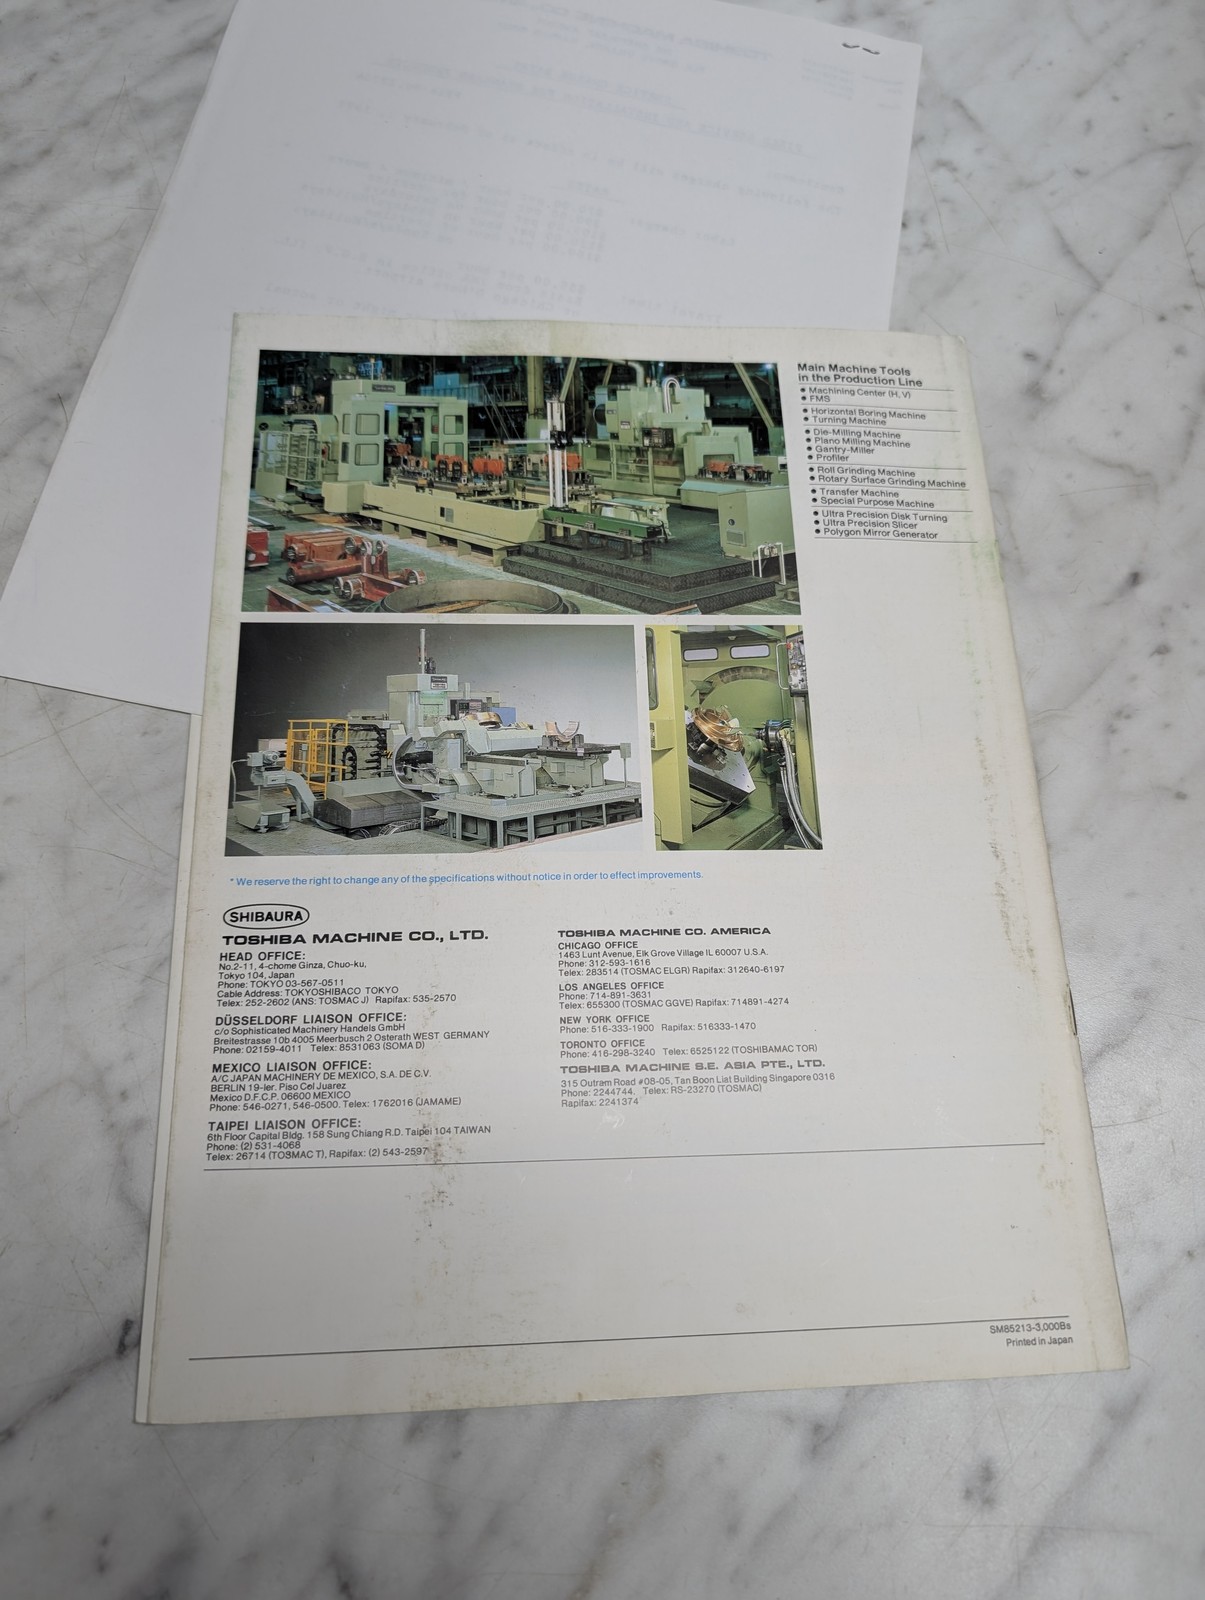 Main Machine Tools
in the Production Line
● Machining Center (H, V)
● FMS
● Horizontal Boring Machine
● Turning Machine
● Die-Milling Machine
● Plano Milling Machine
● Gantry-Miller
● Profiler
● Roll Grinding Machine
● Rotary Surface Grinding Machine
● Transfer Machine
● Special Purpose Machine
● Ultra Precision Disk Turning
● Ultra Precision Slicer
● Polygon Mirror Generator
* We reserve the right to change any of the specifications without notice in order to effect improvements.
SHIBAURA
TOSHIBA MACHINE CO., LTD.
HEAD OFFICE:
No.2-11, 4-chome Ginza, Chuo-ku,
Tokyo 104, Japan
Phone: TOKYO 03-567-0511
Cable Address: TOKYOSHIBACO TOKYO
Telex: 252-2602 (ANS: TOSMAC J) Rapifax: 535-2570
DÜSSELDORF LIAISON OFFICE:
c/o Sophisticated Machinery Handels GmbH
Breitestrasse 10b 4005 Meerbusch 2 Osterath WEST GERMANY
Phone: 02159-4011 Telex: 8531063 (SOMA D)
MEXICO LIAISON OFFICE:
A/C JAPAN MACHINERY DE MEXICO, S.A. DE C.V.
BERLIN 19-ler. Piso Cel Juarez
Mexico D.F.C.P. 06600 MEXICO
Phone: 546-0271, 546-0500. Telex: 1762016 (JAMAME)
TAIPEI LIAISON OFFICE:
6th Floor Capital Bldg. 158 Sung Chiang R.D. Taipei 104 TAIWAN
Phone: (2) 531-4068
Telex: 26714 (TOSMAC T), Rapifax: (2) 543-2597
TOSHIBA MACHINE CO. AMERICA
CHICAGO OFFICE
1463 Lunt Avenue, Elk Grove Village IL 60007 U.S.A.
Phone: 312-593-1616
Telex: 283514 (TOSMAC ELGR) Rapifax: 312640-6197
LOS ANGELES OFFICE
Phone: 714-891-3631
Telex: 655300 (TOSMAC GGVE) Rapifax: 714891-4274
NEW YORK OFFICE
Phone: 516-333-1900 Rapifax: 516333-1470
TORONTO OFFICE
Phone: 416-298-3240 Telex: 6525122 (TOSHIBAMAC TOR)
TOSHIBA MACHINE S.E. ASIA PTE., LTD.
315 Outram Road #08-05, Tan Boon Liat Building Singapore 0316
Phone: 2244744. Telex: RS-23270 (TOSMAC)
Rapifax: 2241374
SM85213-3,000Bs
Printed in Japan